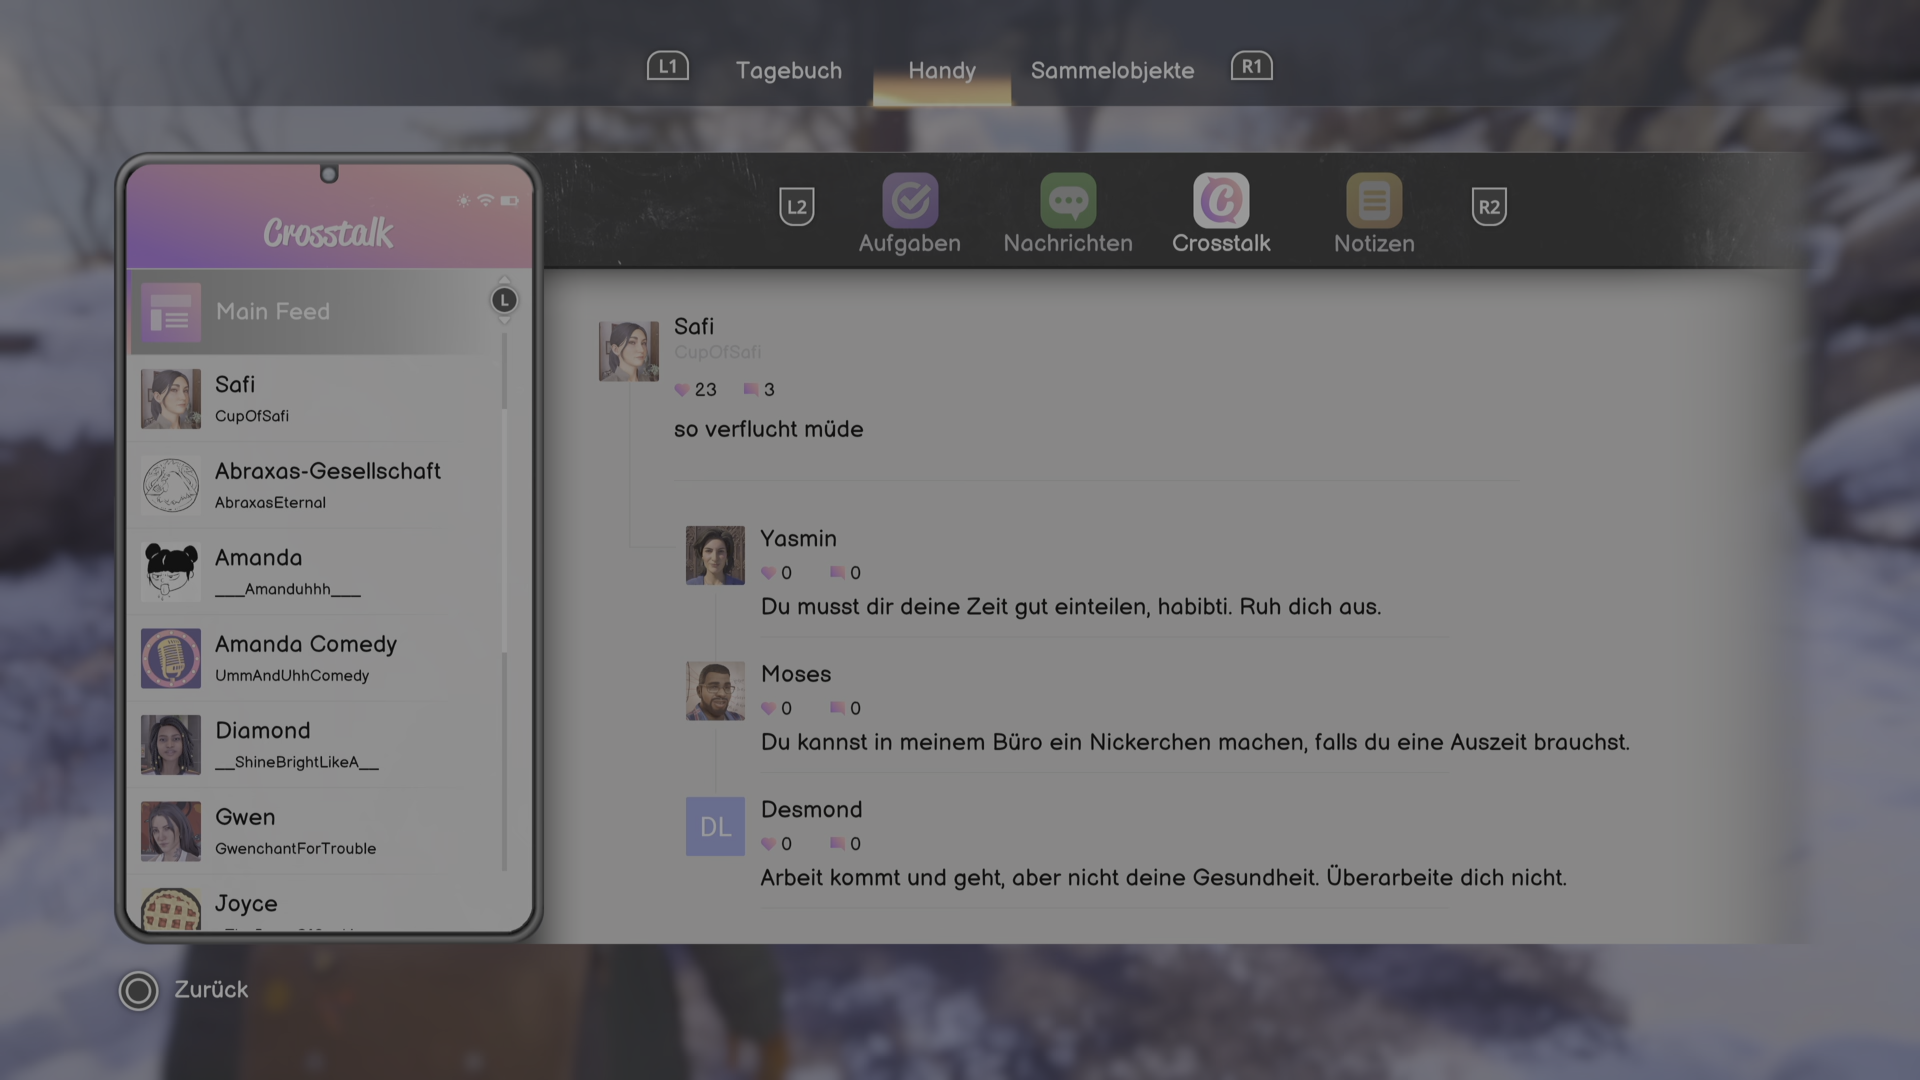 L1
Tagebuch
Handy
Sammelobjekte
R1
L2
Aufgaben
Nachrichten
Crosstalk
Notizen
R2
Crosstalk
L
Main Feed
Safi
CupOfSafi
Abraxas-Gesellschaft
AbraxasEternal
Amanda
___Amanduhhh___
Amanda Comedy
UmmAndUhhComedy
Diamond
__ShineBrightLikeA__
Gwen
GwenchantForTrouble
Joyce
Safi
CupOfSafi
23 3
so verflucht müde
Yasmin
0 0
Du musst dir deine Zeit gut einteilen, habibti. Ruh dich aus.
Moses
0 0
Du kannst in meinem Büro ein Nickerchen machen, falls du eine Auszeit brauchst.
DL
Desmond
0 0
Arbeit kommt und geht, aber nicht deine Gesundheit. Überarbeite dich nicht.
Zurück